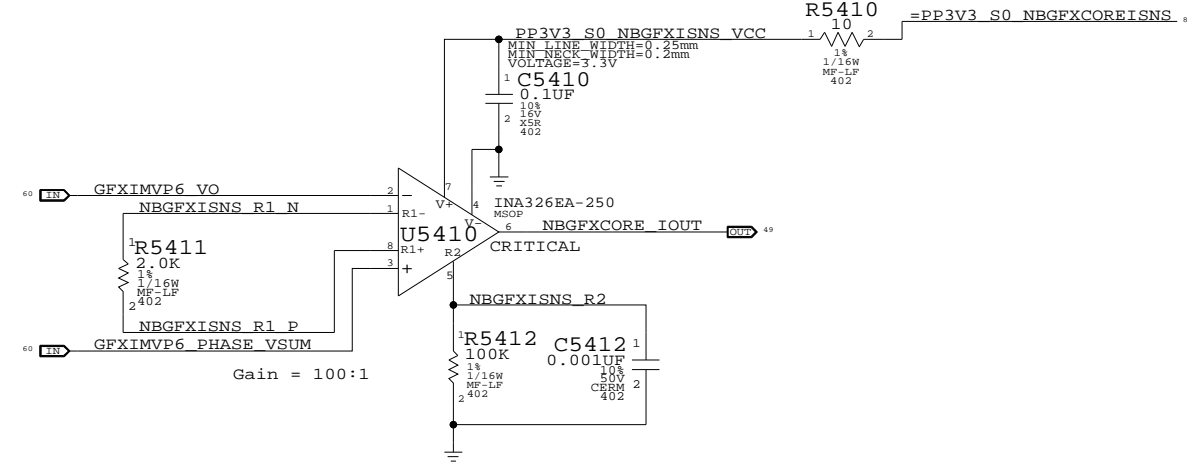 R5410
=PP3V3_S0_NBGFXCOREISNS 8
10
PP3V3_S0_NBGFXISNS_VCC
1 2
MIN_LINE_WIDTH=0.25mm
MIN_NECK_WIDTH=0.2mm
VOLTAGE=3.3V
1%
1/16W
MF-LF
402
1
C5410
0.1UF
10%
16V
X5R
402
2
60 IN GFXIMVP6_VO
2
−
7
V+
4
V-
INA326EA-250
MSOP
NBGFXISNS_R1_N
1
R1-
U5410
6
NBGFXCORE_IOUT
OUT 49
CRITICAL
1
R5411
2.0K
1%
1/16W
MF-LF
402
2
8
R1+
3
+
R2
5
NBGFXISNS_R2
NBGFXISNS_R1_P
60 IN GFXIMVP6_PHASE_VSUM
Gain = 100:1
1
R5412
100K
1%
1/16W
MF-LF
402
2
C5412
1
0.001UF
10%
50V
CERM
402
2